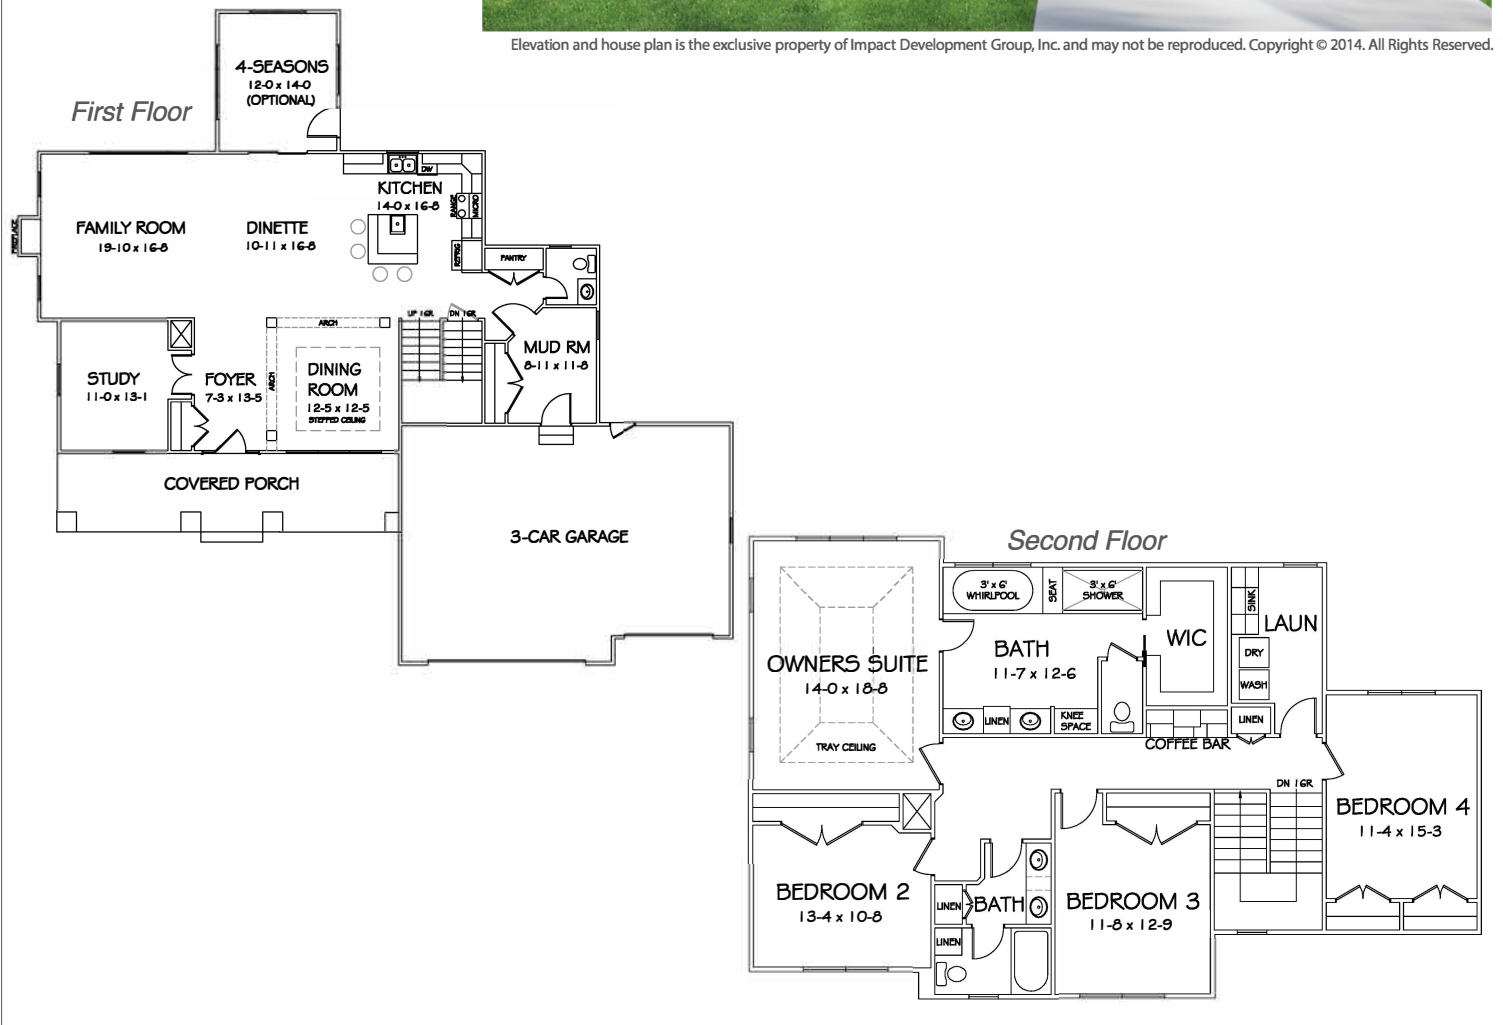 Elevation and house plan is the exclusive property of Impact Development Group, Inc. and may not be reproduced. Copyright © 2014. All Rights Reserved.
First Floor
4-SEASONS
12-0 x 14-0
(OPTIONAL)
FIREPLACE
FAMILY ROOM
19-10 x 16-8
DINETTE
10-11 x 16-8
KITCHEN
14-0 x 16-8
DW
RANGE
MICRO
REFRIG
PANTRY
UP 16R
DN 16R
MUD RM
8-11 x 11-8
STUDY
11-0 x 13-1
FOYER
7-3 x 13-5
ARCH
ARCH
DINING
ROOM
12-5 x 12-5
STEPPED CEILING
COVERED PORCH
3-CAR GARAGE
Second Floor
OWNERS SUITE
14-0 x 18-8
TRAY CEILING
3' x 6'
WHIRLPOOL
SEAT
3' x 6'
SHOWER
BATH
11-7 x 12-6
LINEN
KNEE
SPACE
WIC
COFFEE BAR
SINK
LAUN
DRY
WASH
LINEN
DN 16R
BEDROOM 4
11-4 x 15-3
BEDROOM 2
13-4 x 10-8
LINEN
BATH
LINEN
BEDROOM 3
11-8 x 12-9